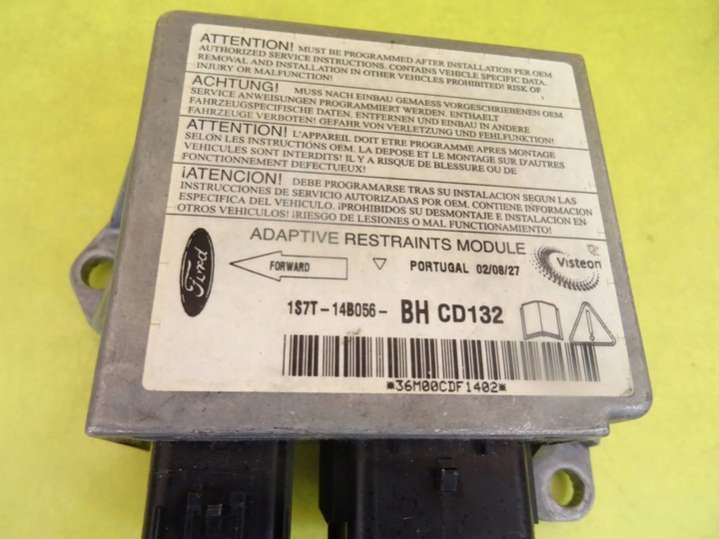 ATTENTION! MUST BE PROGRAMMED AFTER INSTALLATION PER OEM
AUTHORIZED SERVICE INSTRUCTIONS. CONTAINS VEHICLE SPECIFIC DATA.
REMOVAL AND INSTALLATION IN OTHER VEHICLES PROHIBITED! RISK OF
INJURY OR MALFUNCTION!
ACHTUNG! MUSS NACH EINBAU GEMAESS VORGESCHRIEBENEN OEM
SERVICE ANWEISUNGEN PROGRAMMIERT WERDEN. ENTHAELT
FAHRZEUGSPECIFISCHE DATEN. ENTFERNEN UND EINBAU IN ANDERE
FAHRZEUGE VERBOTEN! GEFAHR VON VERLETZUNG UND FEHLFUNKTION!
ATTENTION! L'APPAREIL DOIT ETRE PROGRAMME APRES MONTAGE
SELON LES INSTRUCTIONS OEM. LA DEPOSE ET LE MONTAGE SUR D'AUTRES
VEHICULES SONT INTERDITS! IL Y A RISQUE DE BLESSURE OU DE
FONCTIONNEMENT DEFECTUEUX!
¡ATENCION! DEBE PROGRAMARSE TRAS SU INSTALACION SEGUN LAS
INSTRUCCIONES DE SERVICIO AUTORIZADAS POR OEM. CONTIENE INFORMACION
ESPECIFICA DEL VEHICULO. ¡PROHIBIDOS SU DESMONTAJE E INSTALACION EN
OTROS VEHICULOS! ¡RIESGO DE LESIONES O MAL FUNCIONAMIENTO!
ADAPTIVE RESTRAINTS MODULE
Ford FORWARD PORTUGAL 02/08/27 Visteon
1S7T-14B056- BH CD132
*36M00CDF1402*